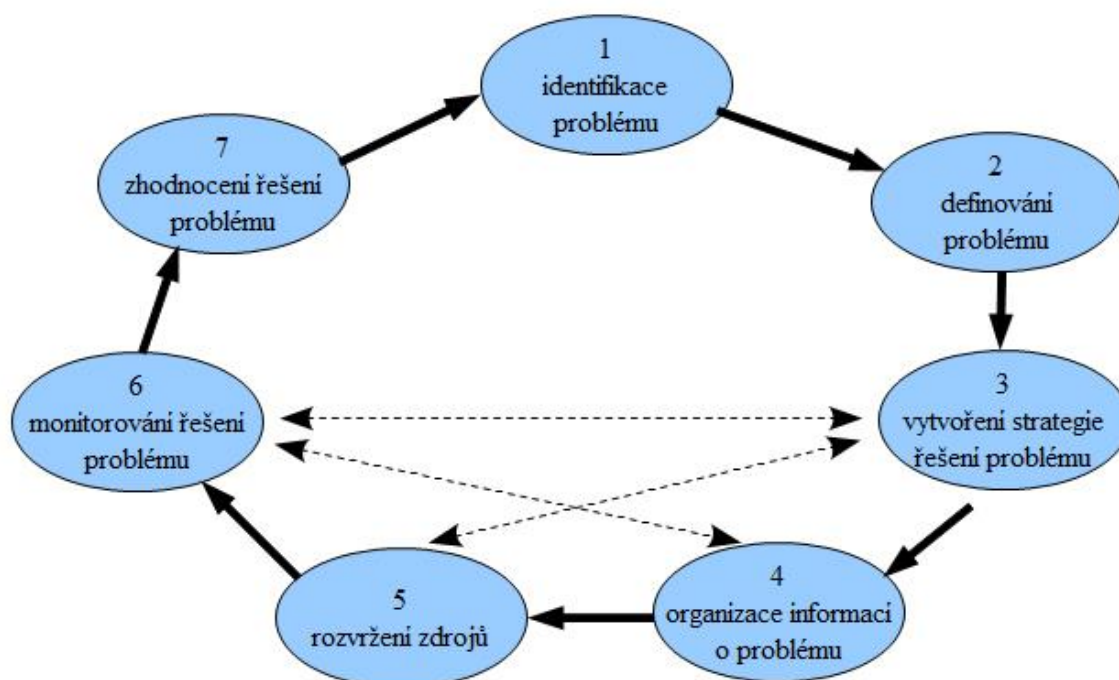 1
identifikace
problému
2
definování
problému
3
vytvoření strategie
řešení problému
4
organizace informací
o problému
5
rozvržení zdrojů
6
monitorování řešení
problému
7
zhodnocení řešení
problému